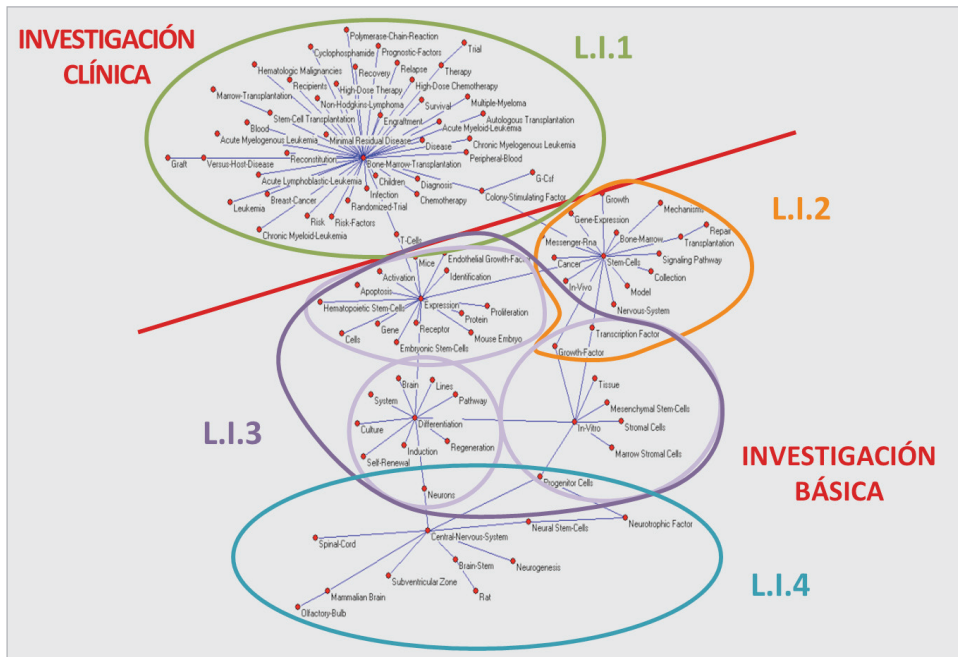 INVESTIGACIÓN
CLÍNICA
L.I.1
Polymerase-Chain-Reaction
Cyclophosphamide
Prognostic-Factors
Trial
Hematologic Malignancies
Recovery
Relapse
Therapy
Recipients
High-Dose Therapy
High-Dose Chemotherapy
Marrow-Transplantation
Non-Hodgkins-Lymphoma
Survival
Multiple-Myeloma
Stem-Cell Transplantation
Engraftment
Autologous Transplantation
Blood
Acute Myeloid-Leukemia
Acute Myelogenous Leukemia
Minimal Residual Disease
Disease
Chronic Myelogenous Leukemia
Graft
Versus-Host-Disease
Reconstitution
Bone-Marrow-Transplantation
Peripheral-Blood
Acute Lymphoblastic-Leukemia
Children
Diagnosis
G-Csf
Leukemia
Breast-Cancer
Infection
Chemotherapy
Colony-Stimulating Factor
Randomized-Trial
Risk
Risk-Factors
Chronic Myeloid-Leukemia
T-Cells
L.I.2
Growth
Mechanisms
Gene-Expression
Repair
Messenger-Rna
Bone-Marrow
Transplantation
Cancer
Stem-Cells
Signaling Pathway
Collection
In-Vivo
Model
Nervous-System
Transcription Factor
Growth-Factor
Mice
Endothelial Growth-Factor
Activation
Identification
Apoptosis
Hematopoietic Stem-Cells
Expression
Proliferation
Protein
Gene
Receptor
Cells
Mouse Embryo
Embryonic Stem-Cells
L.I.3
Brain
Lines
System
Pathway
Culture
Differentiation
Induction
Regeneration
Self-Renewal
Neurons
Tissue
Mesenchymal Stem-Cells
In-Vitro
Stromal Cells
Marrow Stromal Cells
Progenitor Cells
INVESTIGACIÓN
BÁSICA
Neural Stem-Cells
Neurotrophic Factor
Spinal-Cord
Central-Nervous-System
Brain-Stem
Neurogenesis
Subventricular Zone
Rat
Mammalian Brain
Olfactory-Bulb
L.I.4